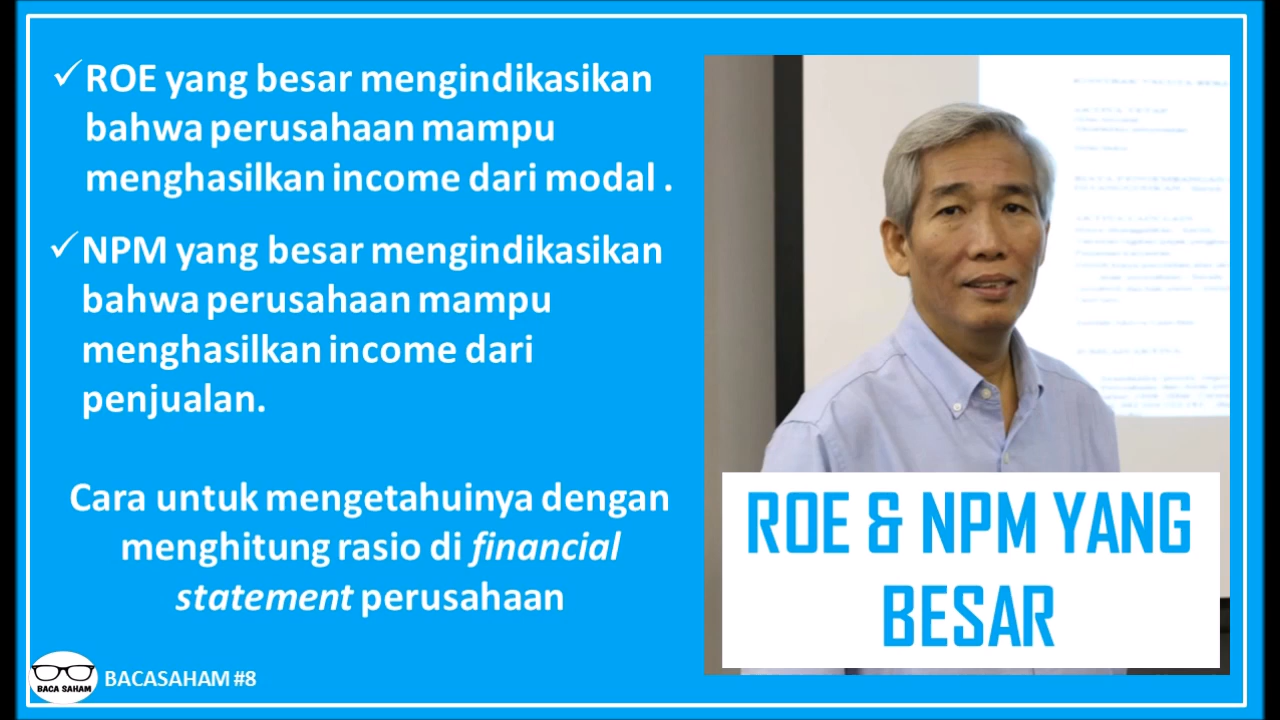 ROE yang besar mengindikasikan
bahwa perusahaan mampu
menghasilkan income dari modal .
NPM yang besar mengindikasikan
bahwa perusahaan mampu
menghasilkan income dari
penjualan.
Cara untuk mengetahuinya dengan
menghitung rasio di financial
statement perusahaan
ROE & NPM YANG
BESAR
BACA SAHAM
BACASAHAM #8